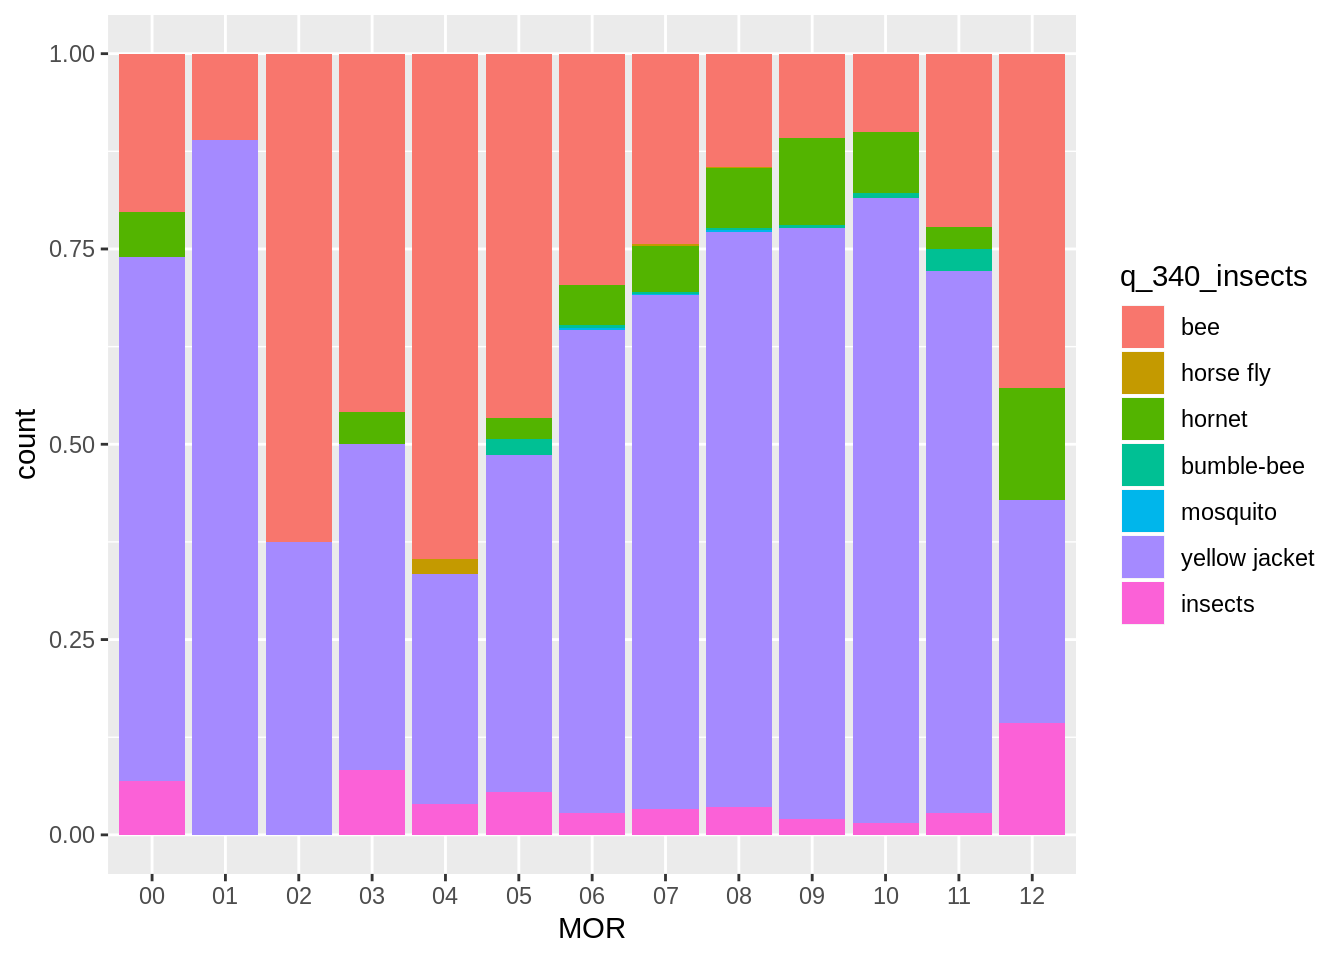 1.00
0.75
0.50
0.25
0.00
count
00 01 02 03 04 05 06 07 08 09 10 11 12
MOR
q_340_insects
bee
horse fly
hornet
bumble-bee
mosquito
yellow jacket
insects